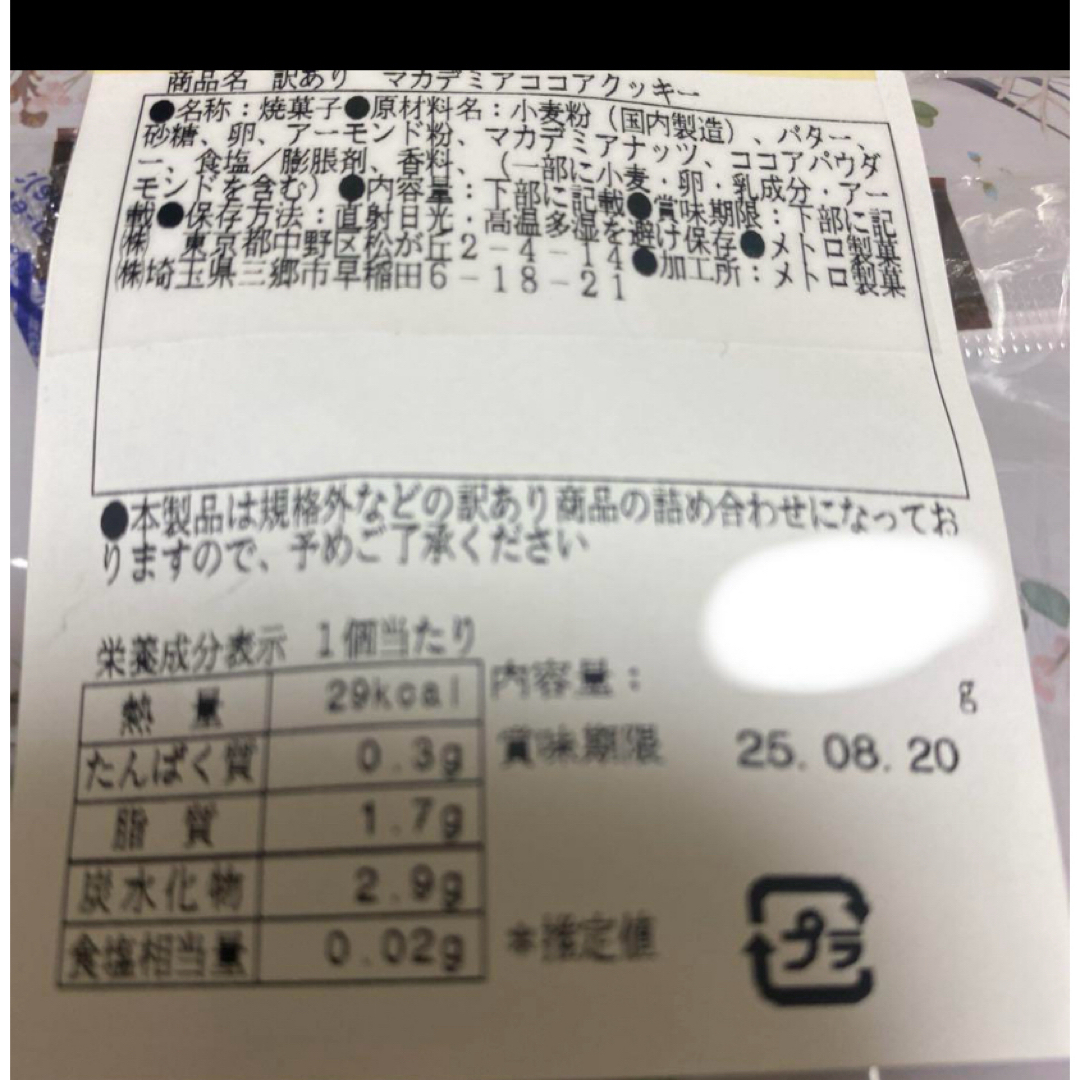 商品名 訳あり マカデミアココアクッキー
●名称：焼菓子●原材料名：小麦粉（国内製造）、バター、
砂糖、卵、アーモンド粉、マカデミアナッツ、ココアパウダ
ー、食塩／膨脹剤、香料、（一部に小麦・卵・乳成分・アー
モンドを含む）●内容量：下部に記載●賞味期限：下部に記
載●保存方法：直射日光・高温多湿を避け保存●メトロ製菓
㈱ 東京都中野区松が丘2-4-14●加工所：メトロ製菓
㈱埼玉県三郷市早稲田6-18-21
●本製品は規格外などの訳あり商品の詰め合わせになってお
りますので、予めご了承ください
栄養成分表示 1個当たり
熱量 29kcal
たんぱく質 0.3g
脂質 1.7g
炭水化物 2.9g
食塩相当量 0.02g
内容量： g
賞味期限 25.08.20
*推定値
プラ